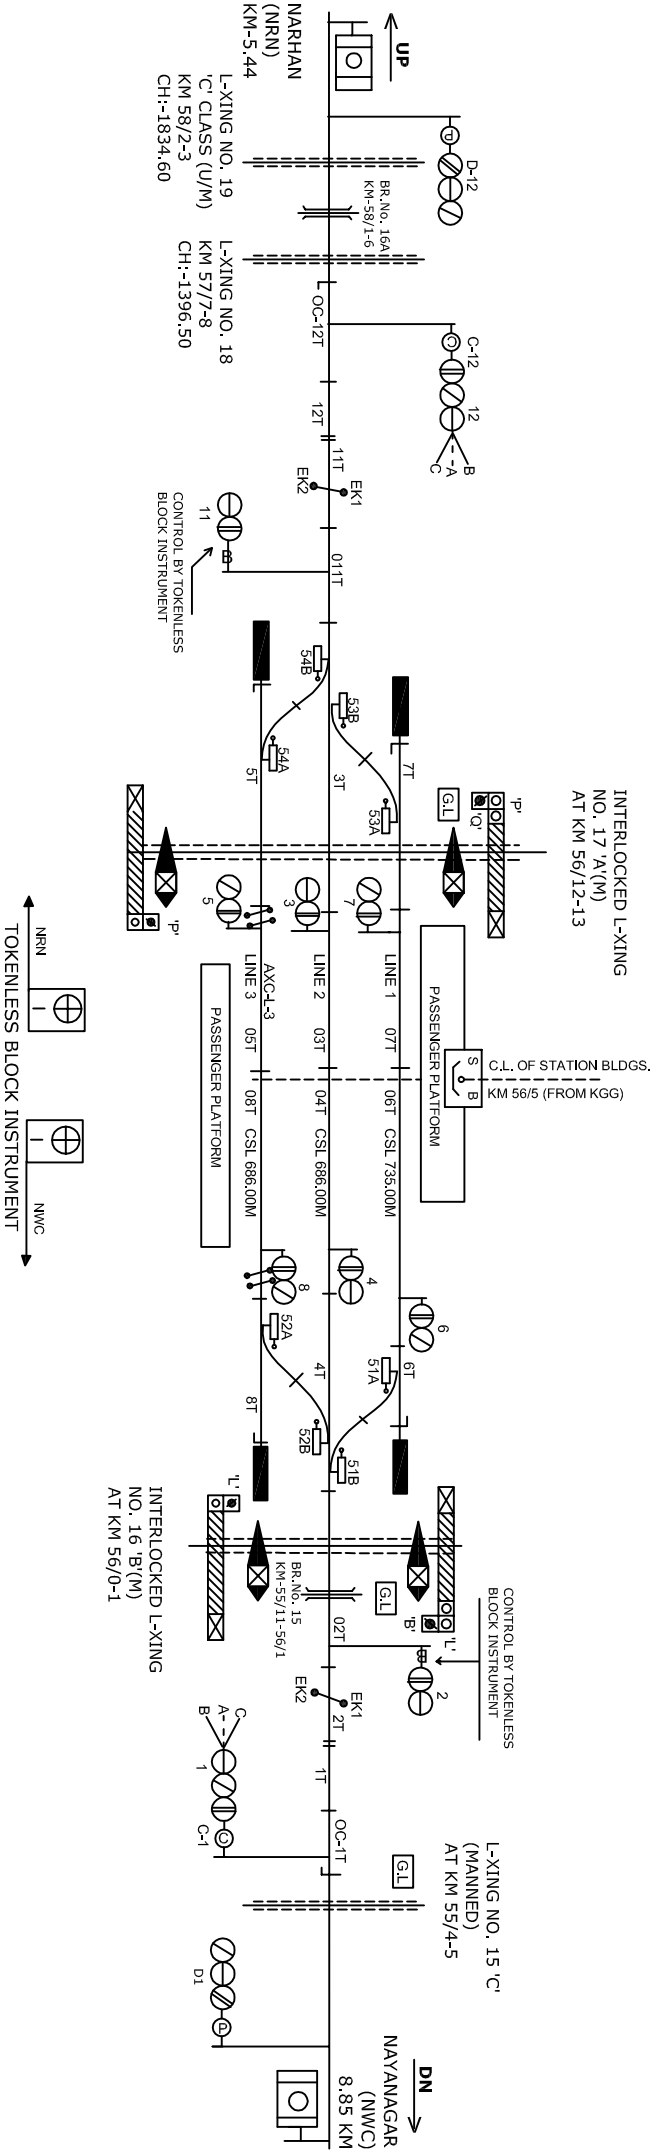 UP
NARHAN
(NRN)
KM-5.44
D-12
P
L-XING NO. 19
'C' CLASS (U/M)
KM 58/2-3
CH:-1834.60
BR.No. 16A
KM-58/1-6
L-XING NO. 18
KM 57/7-8
CH:-1396.50
OC-12T
C-12
C
12
B
A
C
12T
11T
EK1
EK2
11
B
CONTROL BY TOKENLESS
BLOCK INSTRUMENT
011T
54B
53B
54A
53A
5T
3T
7T
G.L
'P'
'Q'
INTERLOCKED L-XING
NO. 17 'A'(M)
AT KM 56/12-13
'P'
5
3
7
LINE 1 07T 06T CSL 735.00M
LINE 2 03T 04T CSL 686.00M
AXC-L-3
LINE 3 05T 08T CSL 686.00M
PASSENGER PLATFORM
PASSENGER PLATFORM
S B
C.L. OF STATION BLDGS.
KM 56/5 (FROM KGG)
NRN
NWC
TOKENLESS BLOCK INSTRUMENT
8
4
6
52A
51A
52B
51B
8T
4T
6T
'L'
INTERLOCKED L-XING
NO. 16 'B'(M)
AT KM 56/0-1
BR.No. 15
KM-55/11-56/1
G.L
'B'
'L'
02T
B
2
CONTROL BY TOKENLESS
BLOCK INSTRUMENT
EK1
EK2
2T
C
A
B
1
C-1
C
1T
OC-1T
G.L
L-XING NO. 15 'C'
(MANNED)
AT KM 55/4-5
D1
P
DN
NAYANAGAR
(NWC)
8.85 KM